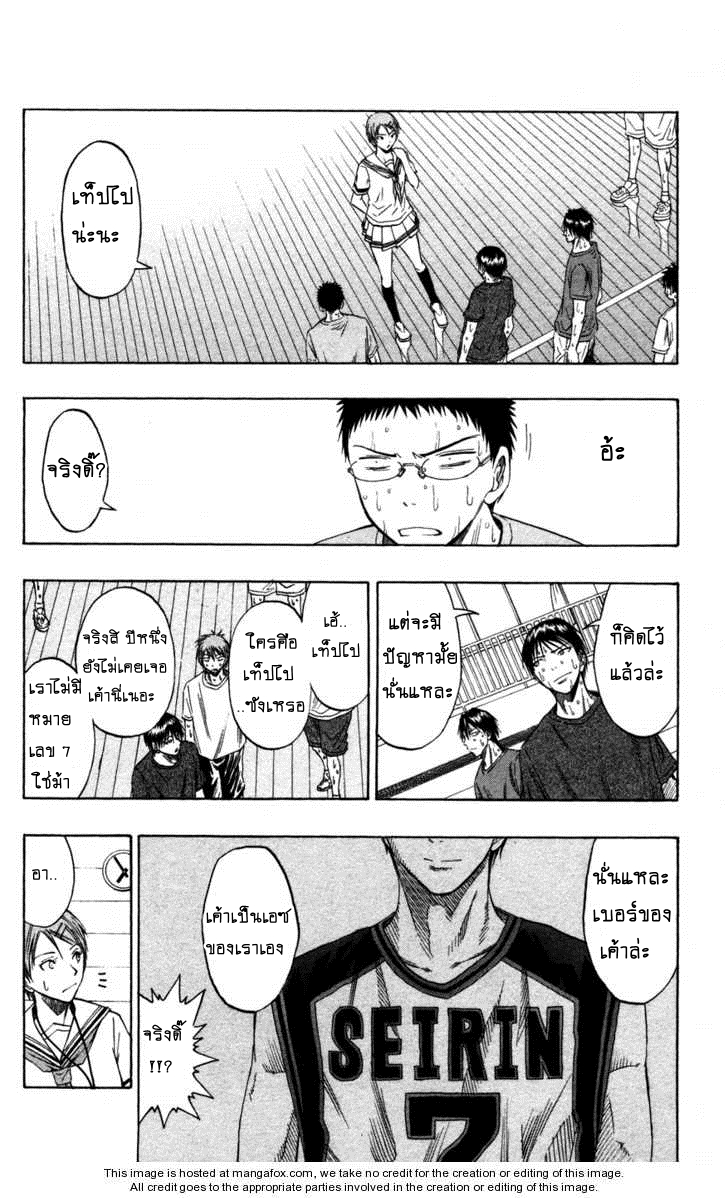 เท็ปไป
น่ะนะ
อ้ะ
จริงดิ๊?
ก็คิดไว้
แล้วล่ะ
แต่จะมี
ปัญหามั้ย
นั่นแหละ
เฮ้..
เท็ปไป
ใครคือ
เท็ปไป
..ซังเหรอ
จริงสิ ปีหนึ่ง
ยังไม่เคยเจอ
เค้านี่เนอะ
เราไม่มี
หมาย
เลข 7
ใช่ม้า
นั่นแหละ
เบอร์ของ
เค้าล่ะ
เค้าเป็นเอซ
ของเราเอง
SEIRIN
7
จริงดิ๊
!!?
อา..
This image is hosted at mangafox.com, we take no credit for the creation or editing of this image.
All credit goes to the appropriate parties involved in the creation or editing of this image.